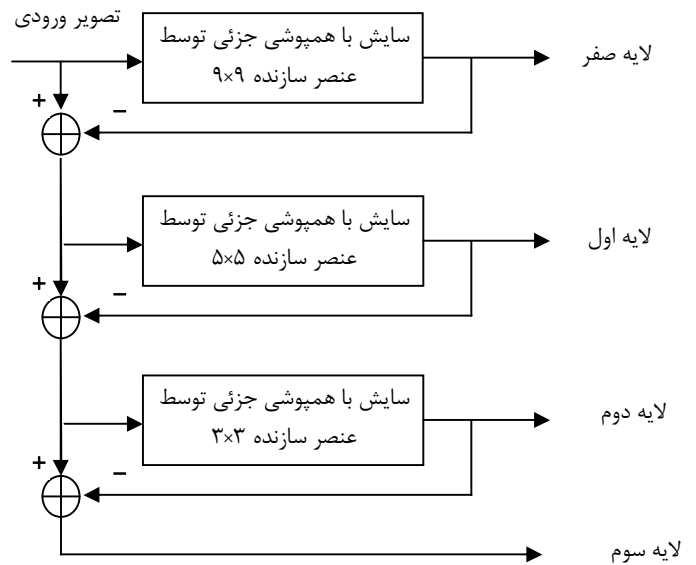 تصویر ورودی
سایش با همپوشی جزئی توسط
عنصر سازنده ۹×۹
لایه صفر
+
−
سایش با همپوشی جزئی توسط
عنصر سازنده ۵×۵
لایه اول
+
−
سایش با همپوشی جزئی توسط
عنصر سازنده ۳×۳
لایه دوم
+
−
لایه سوم